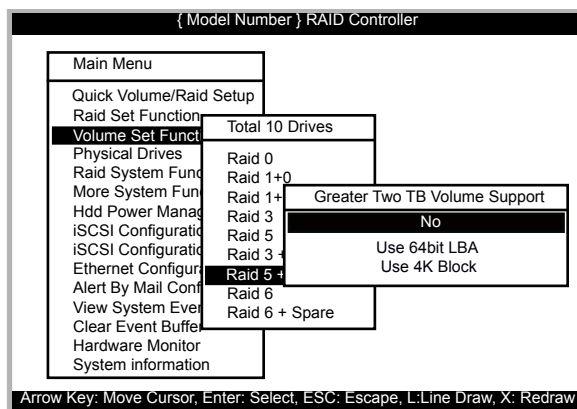 { Model Number } RAID Controller
Main Menu
Quick Volume/Raid Setup
Raid Set Function
Volume Set Funct
Physical Drives
Raid System Func
More System Fun
Hdd Power Manag
iSCSI Configuratio
iSCSI Configuratio
Ethernet Configura
Alert By Mail Conf
View System Even
Clear Event Buffer
Hardware Monitor
System information
Total 10 Drives
Raid 0
Raid 1+0
Raid 1+
Raid 3
Raid 5
Raid 3 +
Raid 5 +
Raid 6
Raid 6 + Spare
Greater Two TB Volume Support
No
Use 64bit LBA
Use 4K Block
Arrow Key: Move Cursor, Enter: Select, ESC: Escape, L:Line Draw, X: Redraw